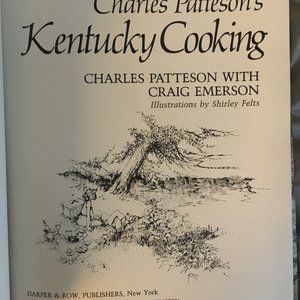 Charles Patteson's
Kentucky Cooking
CHARLES PATTESON WITH
CRAIG EMERSON
Illustrations by Shirley Felts
HARPER & ROW, PUBLISHERS, New York